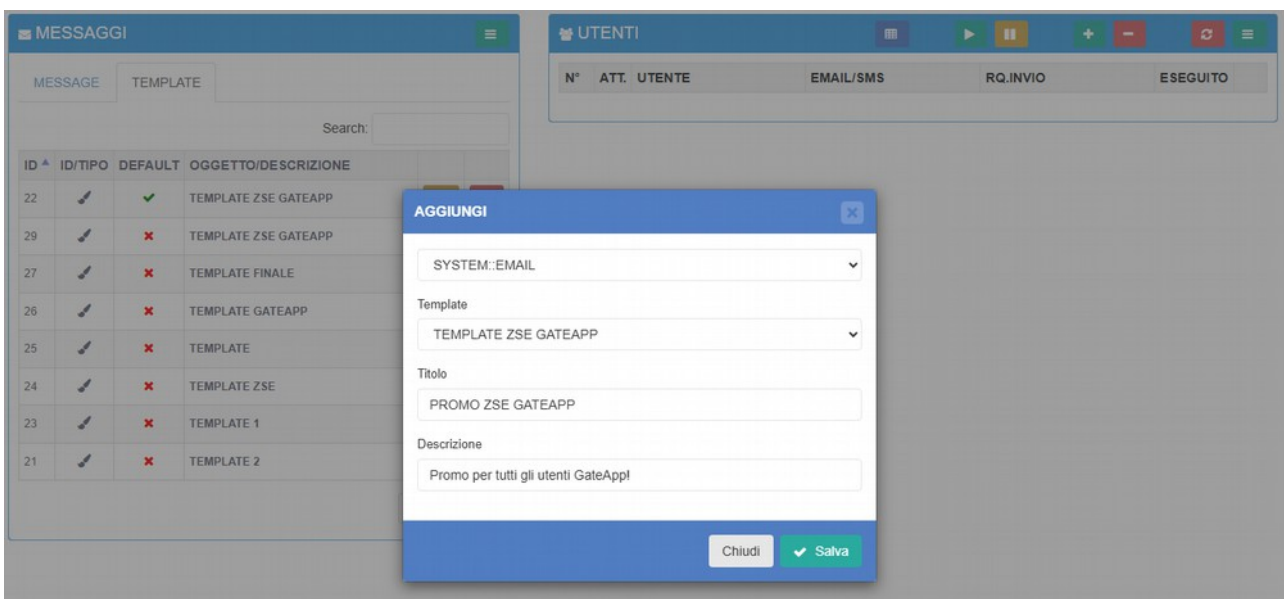 MESSAGGI
MESSAGE TEMPLATE
Search:
ID ID/TIPO DEFAULT OGGETTO/DESCRIZIONE
22 TEMPLATE ZSE GATEAPP
29 TEMPLATE ZSE GATEAPP
27 TEMPLATE FINALE
26 TEMPLATE GATEAPP
25 TEMPLATE
24 TEMPLATE ZSE
23 TEMPLATE 1
21 TEMPLATE 2
UTENTI
N° ATT. UTENTE EMAIL/SMS RQ.INVIO ESEGUITO
AGGIUNGI
SYSTEM::EMAIL
Template
TEMPLATE ZSE GATEAPP
Titolo
PROMO ZSE GATEAPP
Descrizione
Promo per tutti gli utenti GateApp!
Chiudi Salva